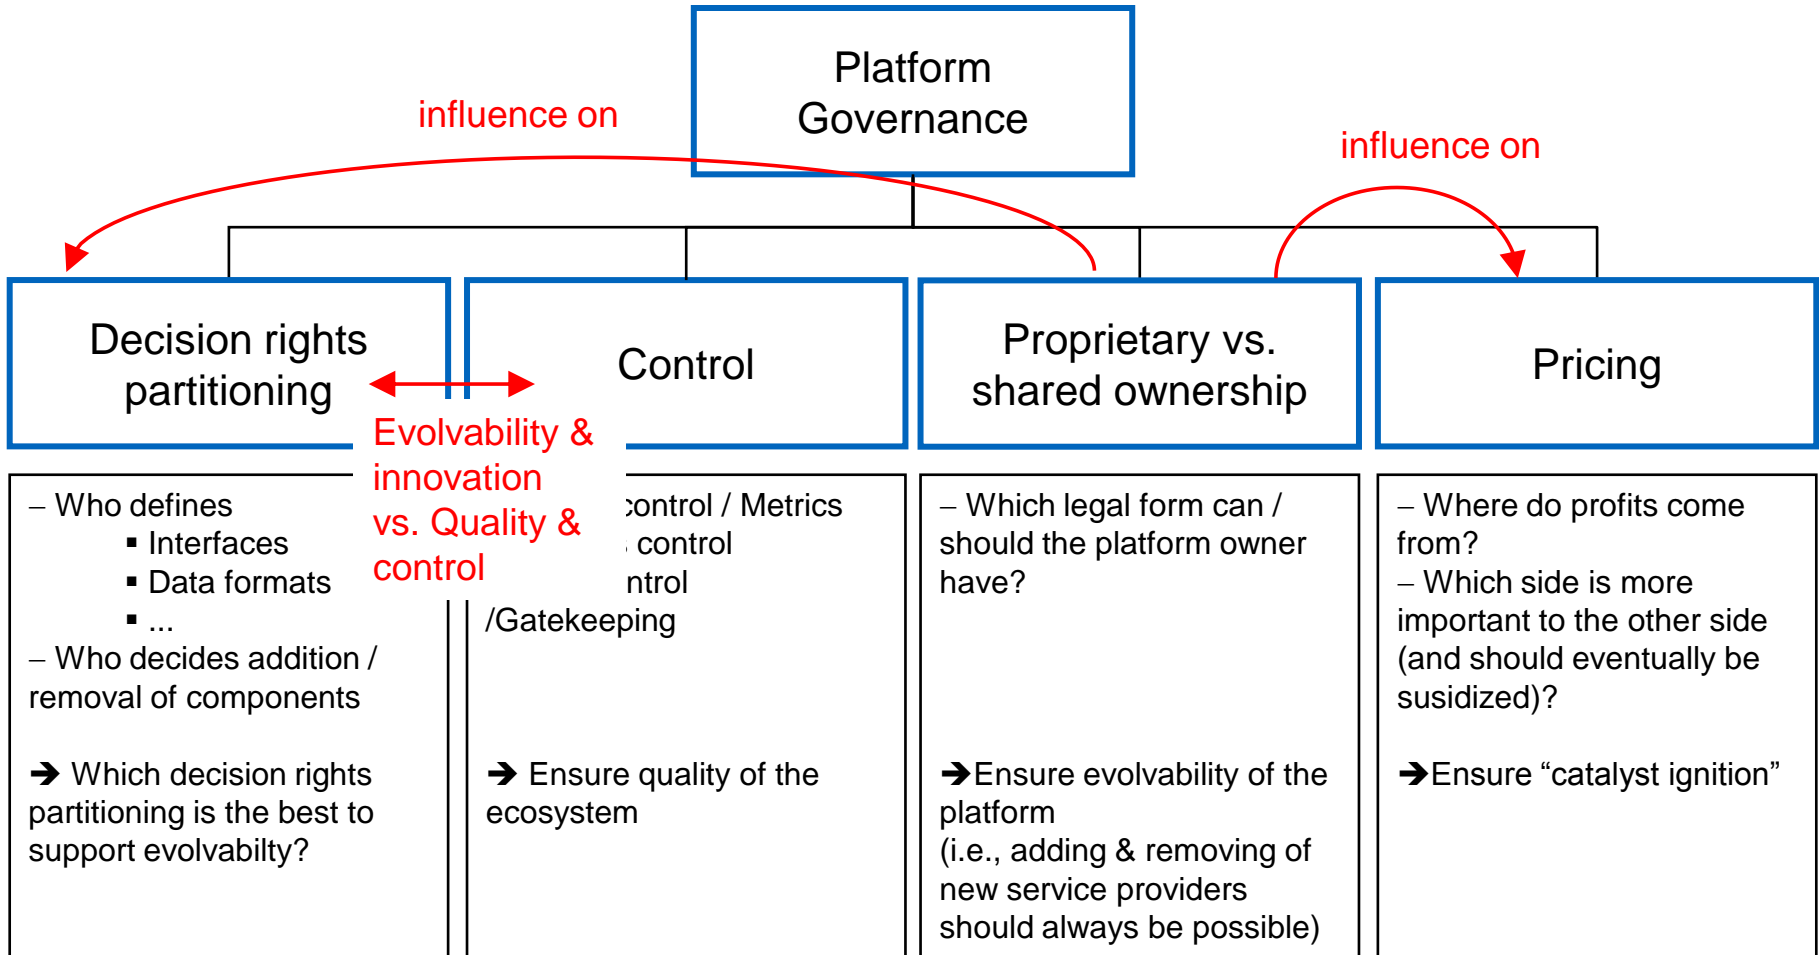 Platform
Governance
influence on
influence on
Decision rights
partitioning
Control
Proprietary vs.
shared ownership
Pricing
Evolvability &
innovation
vs. Quality &
control
– Who defines
▪ Interfaces
▪ Data formats
▪ ...
– Who decides addition /
removal of components
➔ Which decision rights
partitioning is the best to
support evolvabilty?
control / Metrics
control
/Gatekeeping
➔ Ensure quality of the
ecosystem
– Which legal form can /
should the platform owner
have?
➔Ensure evolvability of the
platform
(i.e., adding & removing of
new service providers
should always be possible)
– Where do profits come
from?
– Which side is more
important to the other side
(and should eventually be
susidized)?
➔Ensure “catalyst ignition”